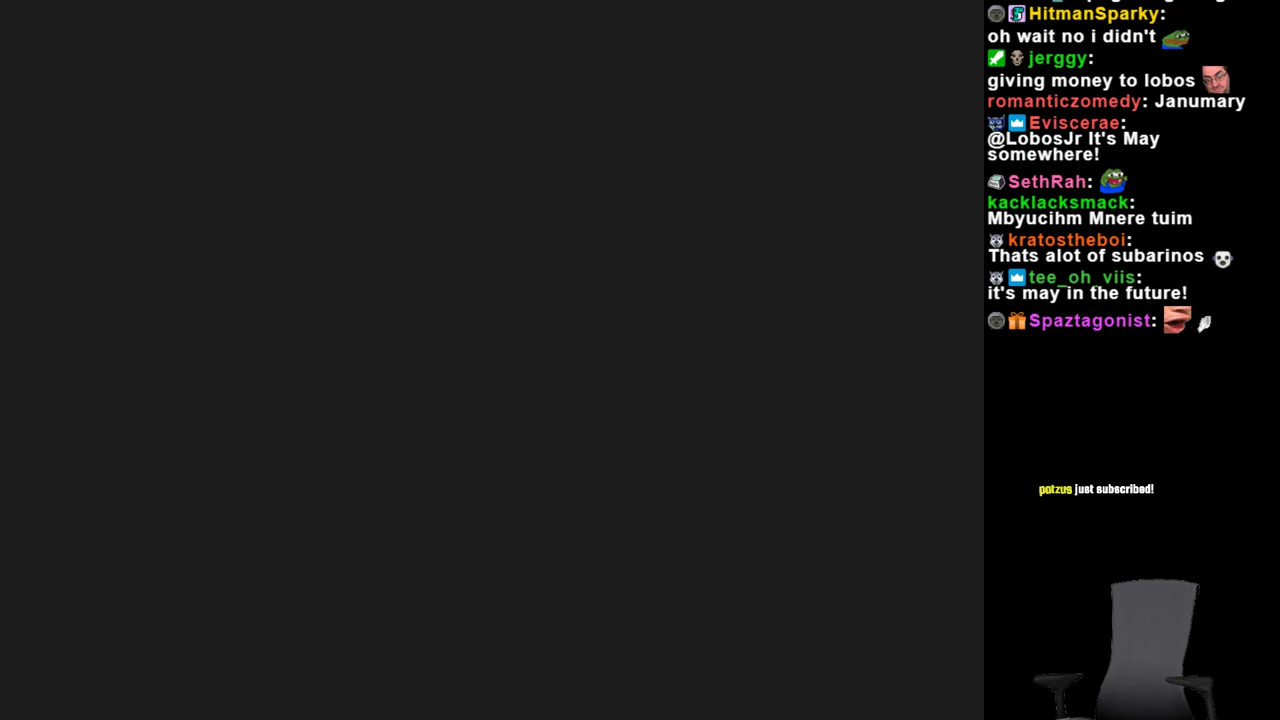 HitmanSparky:
oh wait no i didn't
jerggy:
giving money to lobos
romanticzomedy: Janumary
Eviscerae:
@LobosJr It's May
somewhere!
SethRah:
kacklacksmack:
Mbyucihm Mnere tuim
kratostheboi:
Thats alot of subarinos
tee_oh_viis:
it's may in the future!
Spaztagonist:
patzus just subscribed!